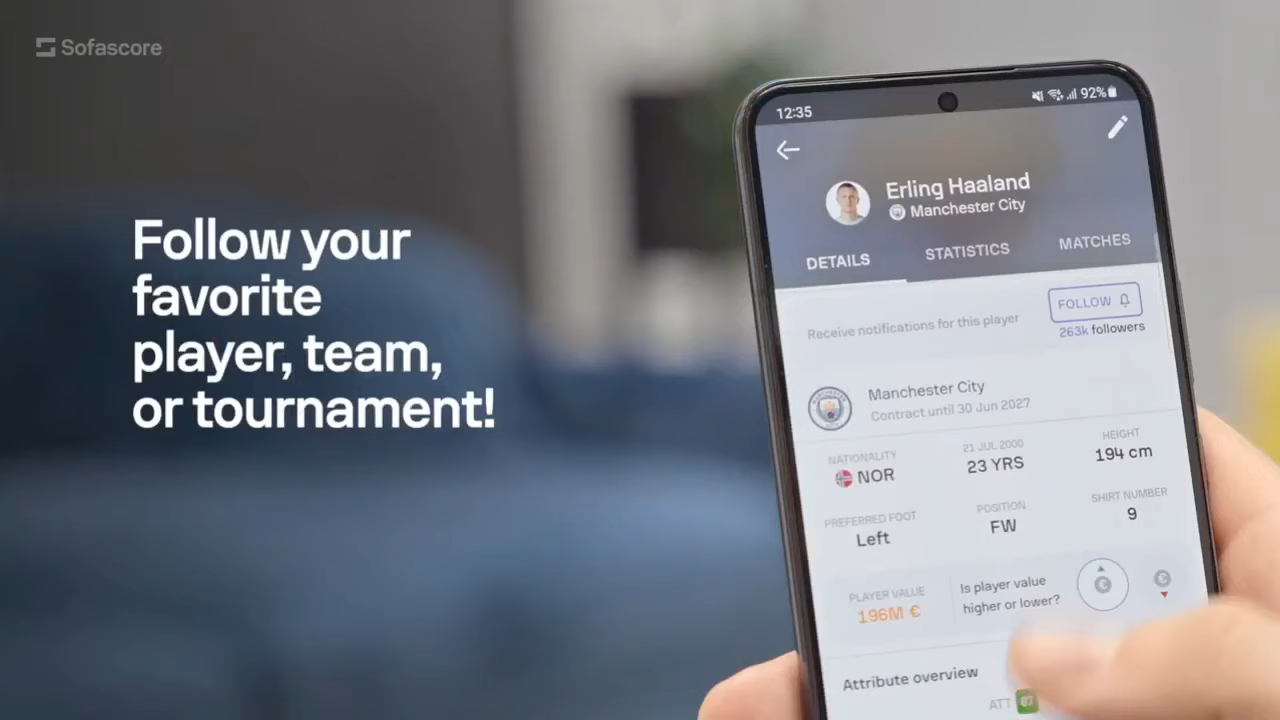 Sofascore
Follow your
favorite
player, team,
or tournament!
12:35
92%
Erling Haaland
Manchester City
DETAILS
STATISTICS
MATCHES
Receive notifications for this player
FOLLOW
263k followers
Manchester City
Contract until 30 Jun 2027
NATIONALITY
NOR
21 JUL 2000
23 YRS
HEIGHT
194 cm
PREFERRED FOOT
Left
POSITION
FW
SHIRT NUMBER
9
PLAYER VALUE
196M €
Is player value
higher or lower?
Attribute overview
ATT